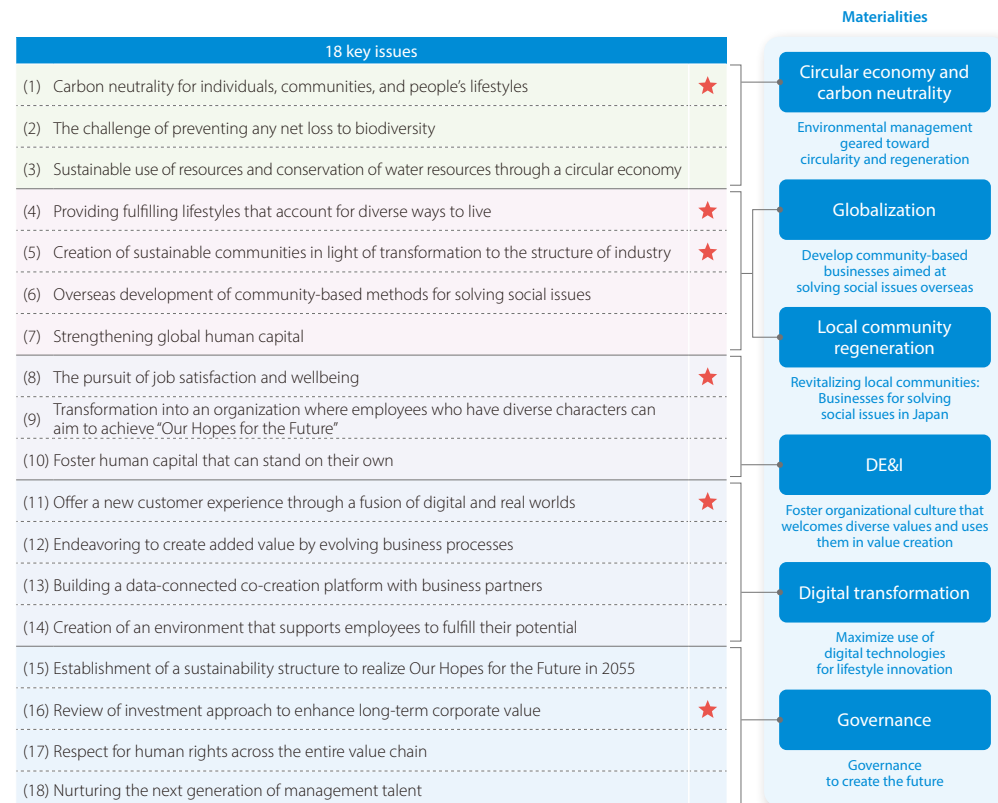 Materialities
18 key issues
(1) Carbon neutrality for individuals, communities, and people's lifestyles ★
(2) The challenge of preventing any net loss to biodiversity
(3) Sustainable use of resources and conservation of water resources through a circular economy
(4) Providing fulfilling lifestyles that account for diverse ways to live ★
(5) Creation of sustainable communities in light of transformation to the structure of industry ★
(6) Overseas development of community-based methods for solving social issues
(7) Strengthening global human capital
(8) The pursuit of job satisfaction and wellbeing ★
(9) Transformation into an organization where employees who have diverse characters can
aim to achieve "Our Hopes for the Future"
(10) Foster human capital that can stand on their own
(11) Offer a new customer experience through a fusion of digital and real worlds ★
(12) Endeavoring to create added value by evolving business processes
(13) Building a data-connected co-creation platform with business partners
(14) Creation of an environment that supports employees to fulfill their potential
(15) Establishment of a sustainability structure to realize Our Hopes for the Future in 2055
(16) Review of investment approach to enhance long-term corporate value ★
(17) Respect for human rights across the entire value chain
(18) Nurturing the next generation of management talent
Circular economy and
carbon neutrality
Environmental management
geared toward
circularity and regeneration
Globalization
Develop community-based
businesses aimed at
solving social issues overseas
Local community
regeneration
Revitalizing local communities:
Businesses for solving
social issues in Japan
DE&I
Foster organizational culture that
welcomes diverse values and uses
them in value creation
Digital transformation
Maximize use of
digital technologies
for lifestyle innovation
Governance
Governance
to create the future